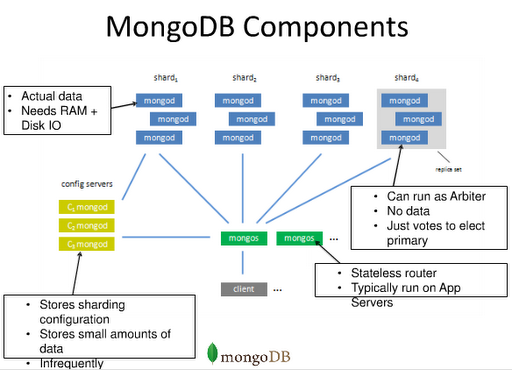 MongoDB Components
shard1 shard2 shard3 shard4
• Actual data
• Needs RAM +
Disk IO
mongod mongod mongod mongod
mongod mongod mongod mongod
mongod mongod mongod mongod
replica set
config servers
C1 mongod
C2 mongod
C3 mongod
• Can run as Arbiter
• No data
• Just votes to elect
primary
mongos mongos ...
• Stateless router
• Typically run on App
Servers
client ...
• Stores sharding
configuration
• Stores small amounts of
data
• Infrequently
mongoDB